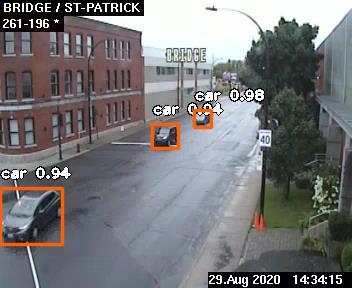 BRIDGE / ST-PATRICK
261-196 *
BRIDGE
car 0.98
car 0.94
car 0.94
40
29.Aug 2020 14:34:15